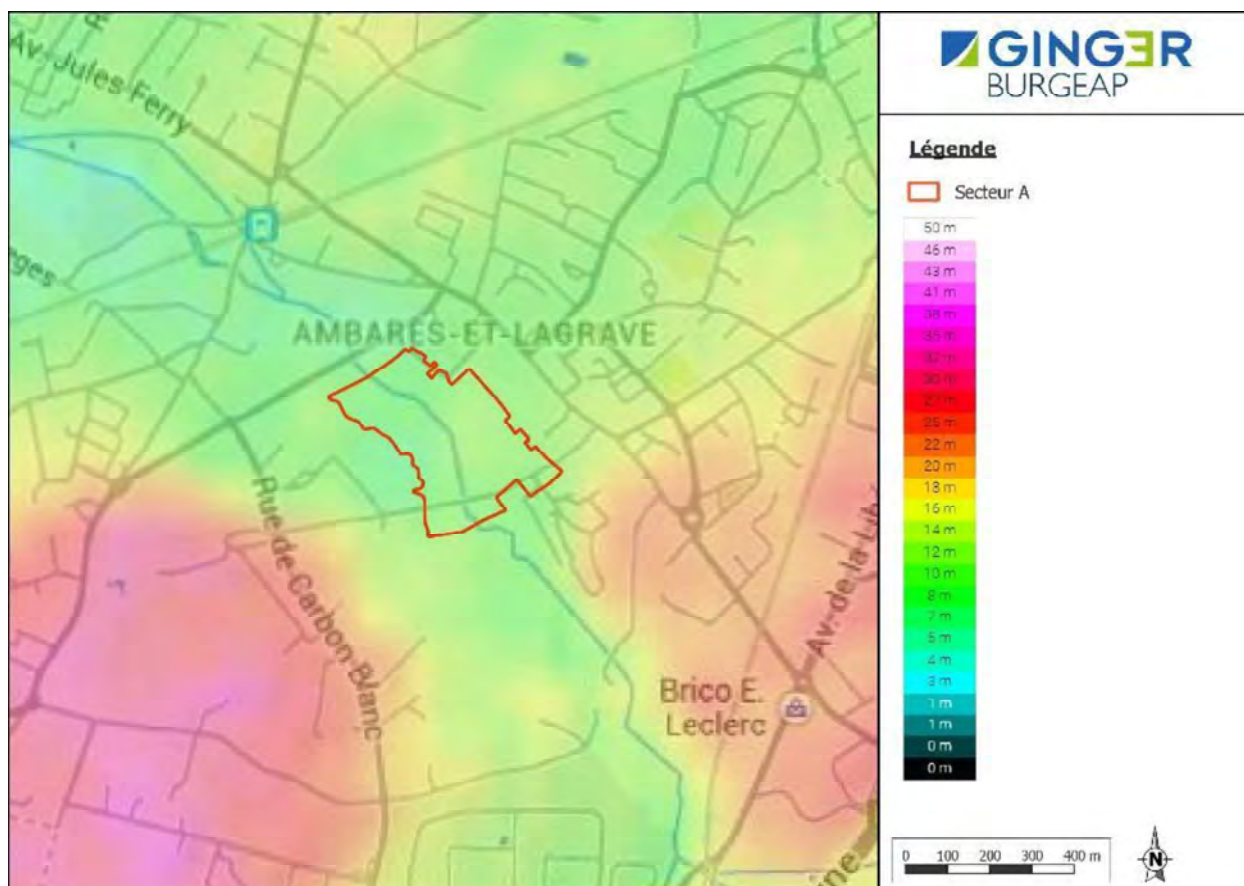 Av. Jules Ferry
eges
AMBARÈS-ET-LAGRAVE
Rue de Carbon Blanc
Av. de la Lib
Brico E.
Leclerc
ne
GINGER
BURGEAP
Légende
Secteur A
50 m
46 m
43 m
41 m
38 m
35 m
32 m
30 m
27 m
25 m
22 m
20 m
18 m
16 m
14 m
12 m
10 m
8 m
7 m
5 m
4 m
3 m
1 m
1 m
0 m
0 m
0 100 200 300 400 m
N